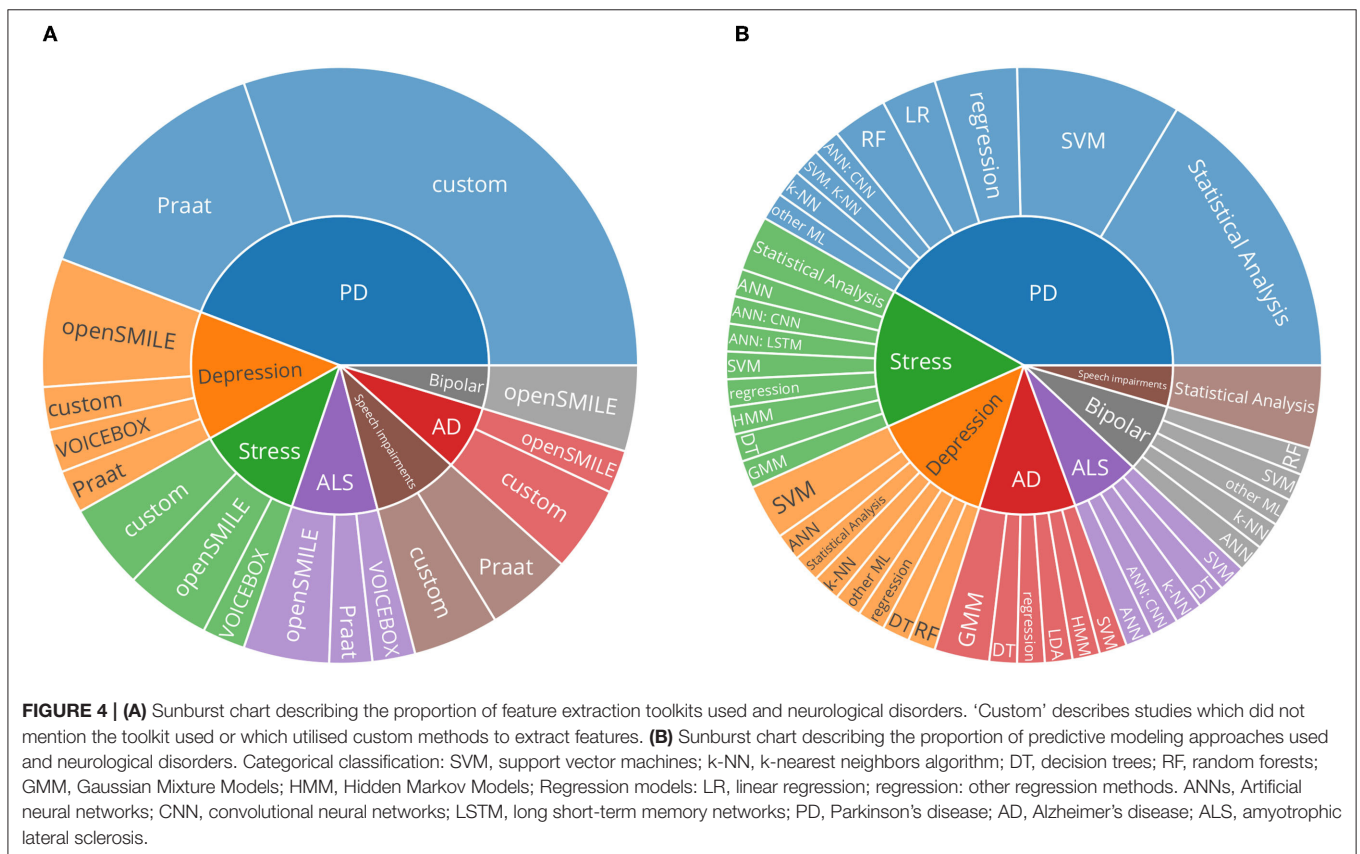 A
B
custom
Praat
PD
openSMILE
custom
VOICEBOX
Praat
Depression
custom
openSMILE
VOICEBOX
Stress
openSMILE
Praat
VOICEBOX
ALS
custom
Praat
Speech impairments
custom
openSMILE
AD
openSMILE
Bipolar
Statistical Analysis
SVM
regression
LR
RF
ANN: CNN
SVM. K-NN
k-NN
other ML
PD
Statistical Analysis
ANN
ANN: CNN
ANN: LSTM
SVM
regression
HMM
DT
GMM
Stress
SVM
ANN
Statistical Analysis
k-NN
other ML
regression
DT
RF
Depression
GMM
DT
regression
LDA
HMM
SVM
AD
ANN
ANN: CNN
k-NN
DT
SVM
ALS
ANN
k-NN
other ML
SVM
RF
Bipolar
Statistical Analysis
Speech impairments
FIGURE 4 | (A) Sunburst chart describing the proportion of feature extraction toolkits used and neurological disorders. ‘Custom’ describes studies which did not
mention the toolkit used or which utilised custom methods to extract features. (B) Sunburst chart describing the proportion of predictive modeling approaches used
and neurological disorders. Categorical classification: SVM, support vector machines; k-NN, k-nearest neighbors algorithm; DT, decision trees; RF, random forests;
GMM, Gaussian Mixture Models; HMM, Hidden Markov Models; Regression models: LR, linear regression; regression: other regression methods. ANNs, Artificial
neural networks; CNN, convolutional neural networks; LSTM, long short-term memory networks; PD, Parkinson’s disease; AD, Alzheimer’s disease; ALS, amyotrophic
lateral sclerosis.